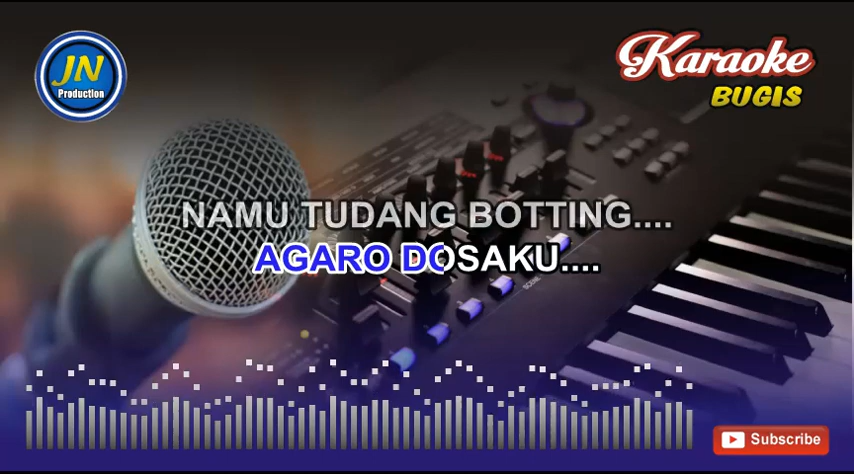 JN
Production
Karaoke
BUGIS
NAMU TUDANG BOTTING....
AGARO DOSAKU....
Subscribe